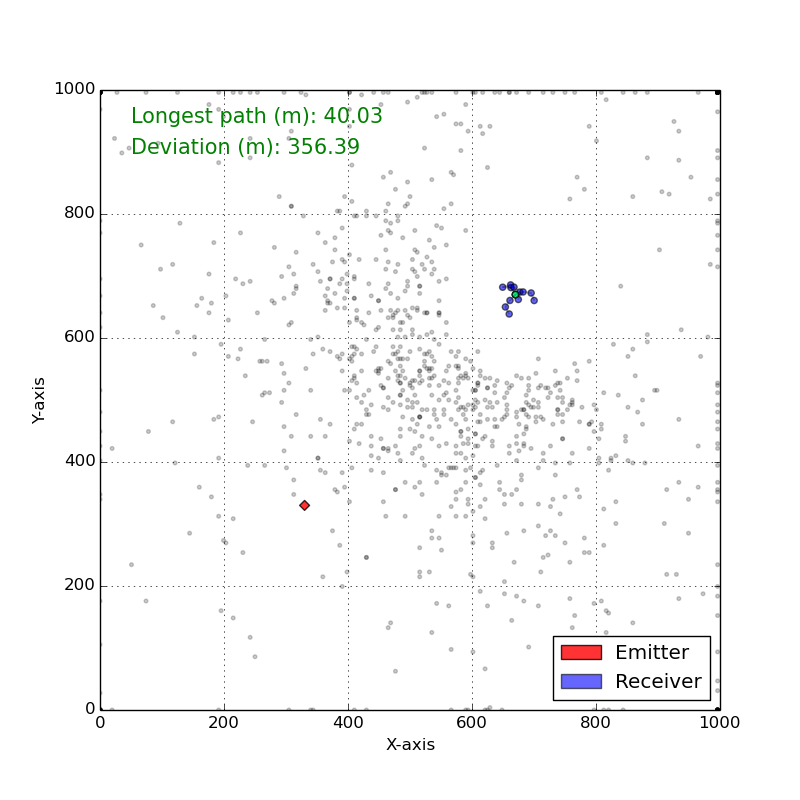 Longest path (m): 40.03
Deviation (m): 356.39
1000
800
600
400
200
0
Y-axis
0 200 400 600 800 1000
X-axis
Emitter
Receiver